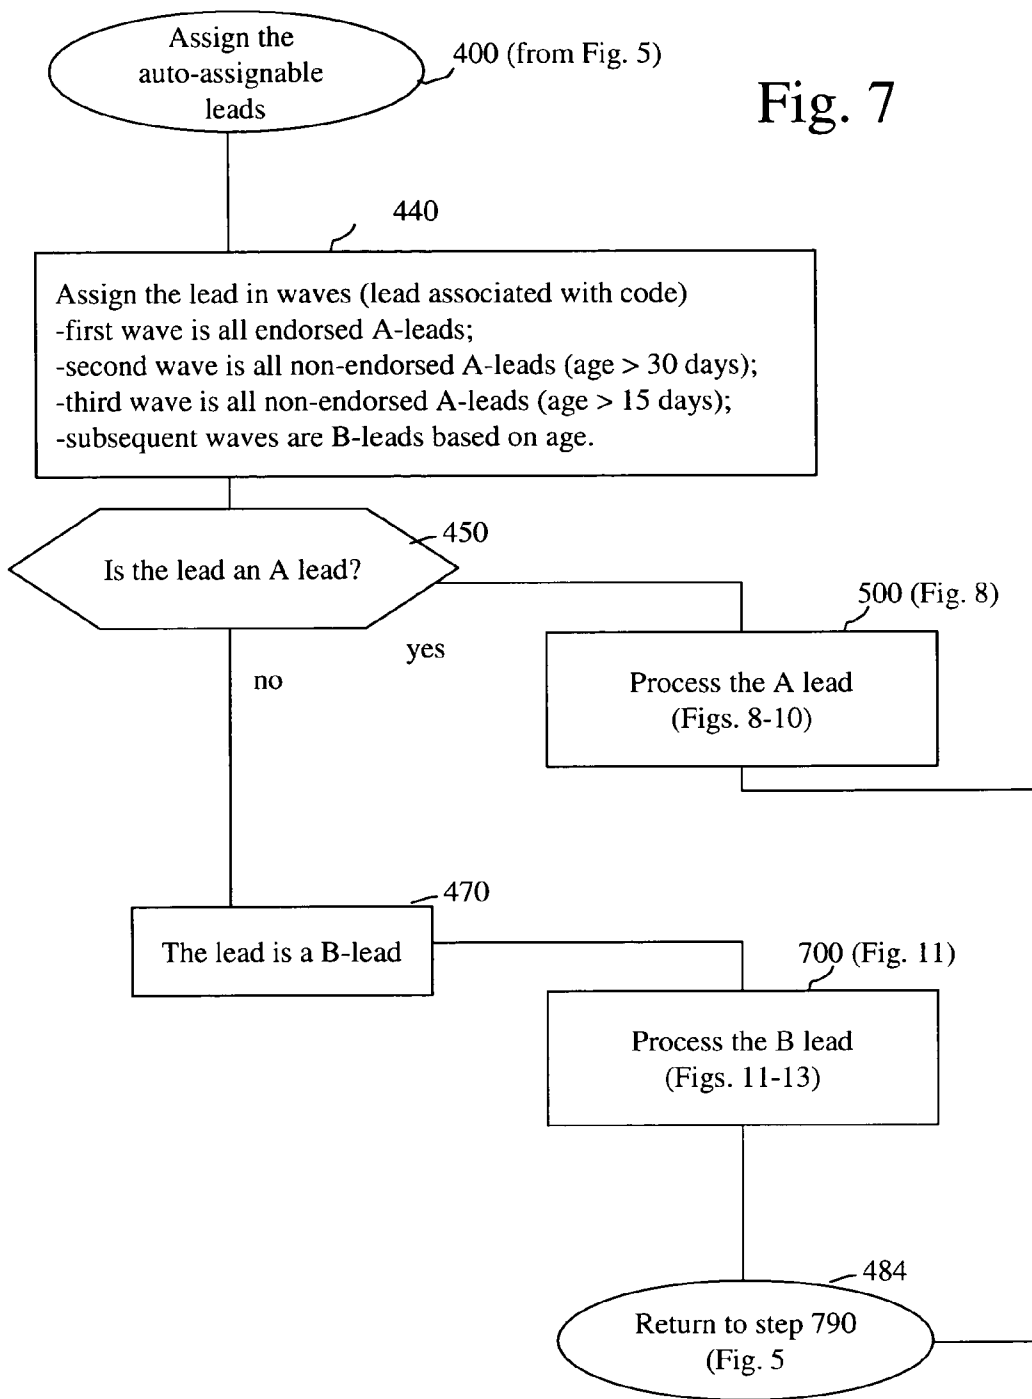 Assign the
auto-assignable
leads
400 (from Fig. 5)
Fig. 7
440
Assign the lead in waves (lead associated with code)
-first wave is all endorsed A-leads;
-second wave is all non-endorsed A-leads (age > 30 days);
-third wave is all non-endorsed A-leads (age > 15 days);
-subsequent waves are B-leads based on age.
450
Is the lead an A lead?
yes
no
500 (Fig. 8)
Process the A lead
(Figs. 8-10)
470
The lead is a B-lead
700 (Fig. 11)
Process the B lead
(Figs. 11-13)
484
Return to step 790
(Fig. 5